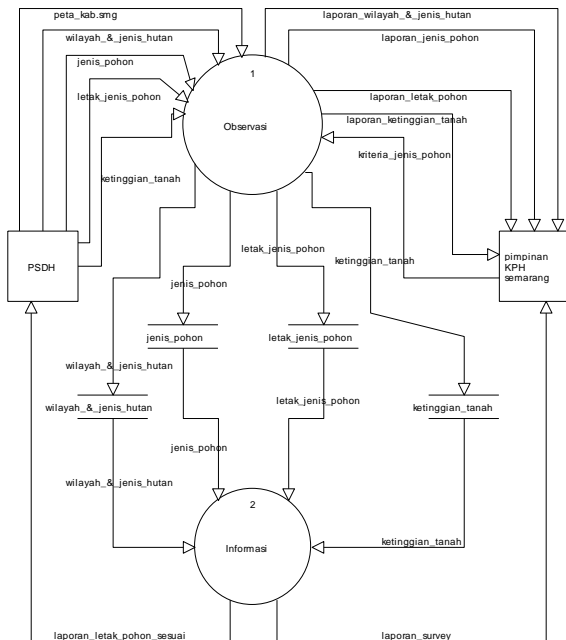 peta_kab.smg
laporan_wilayah_&_jenis_hutan
wilayah_&_jenis_hutan
laporan_jenis_pohon
jenis_pohon
1
letak_jenis_pohon
laporan_letak_pohon
laporan_ketinggian_tanah
Observasi
kriteria_jenis_pohon
ketinggian_tanah
PSDH
letak_jenis_pohon
ketinggian_tanah
pimpinan
KPH
semarang
jenis_pohon
jenis_pohon
letak_jenis_pohon
wilayah_&_jenis_hutan
letak_jenis_pohon
wilayah_&_jenis_hutan
ketinggian_tanah
jenis_pohon
wilayah_&_jenis_hutan
2
Informasi
ketinggian_tanah
laporan_letak_pohon_sesuai
laporan_survey